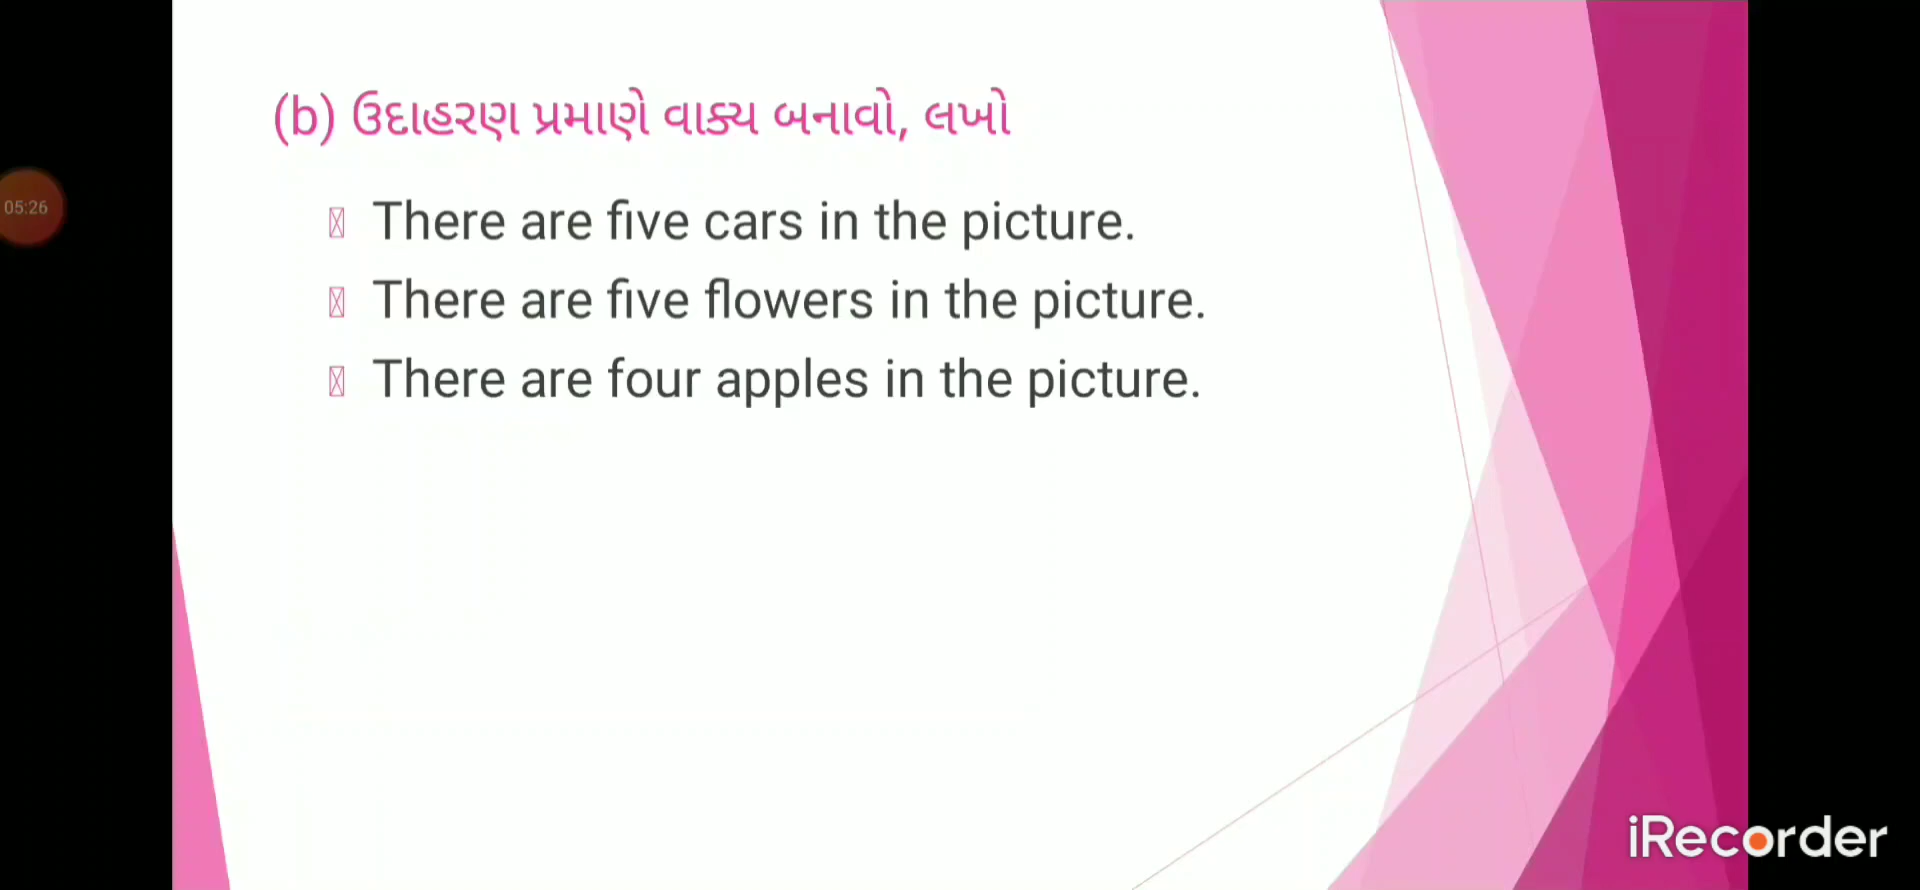 (b) ઉદાહરણ પ્રમાણે વાક્ય બનાવો, લખો
05:26
There are five cars in the picture.
There are five flowers in the picture.
There are four apples in the picture.
iRecorder